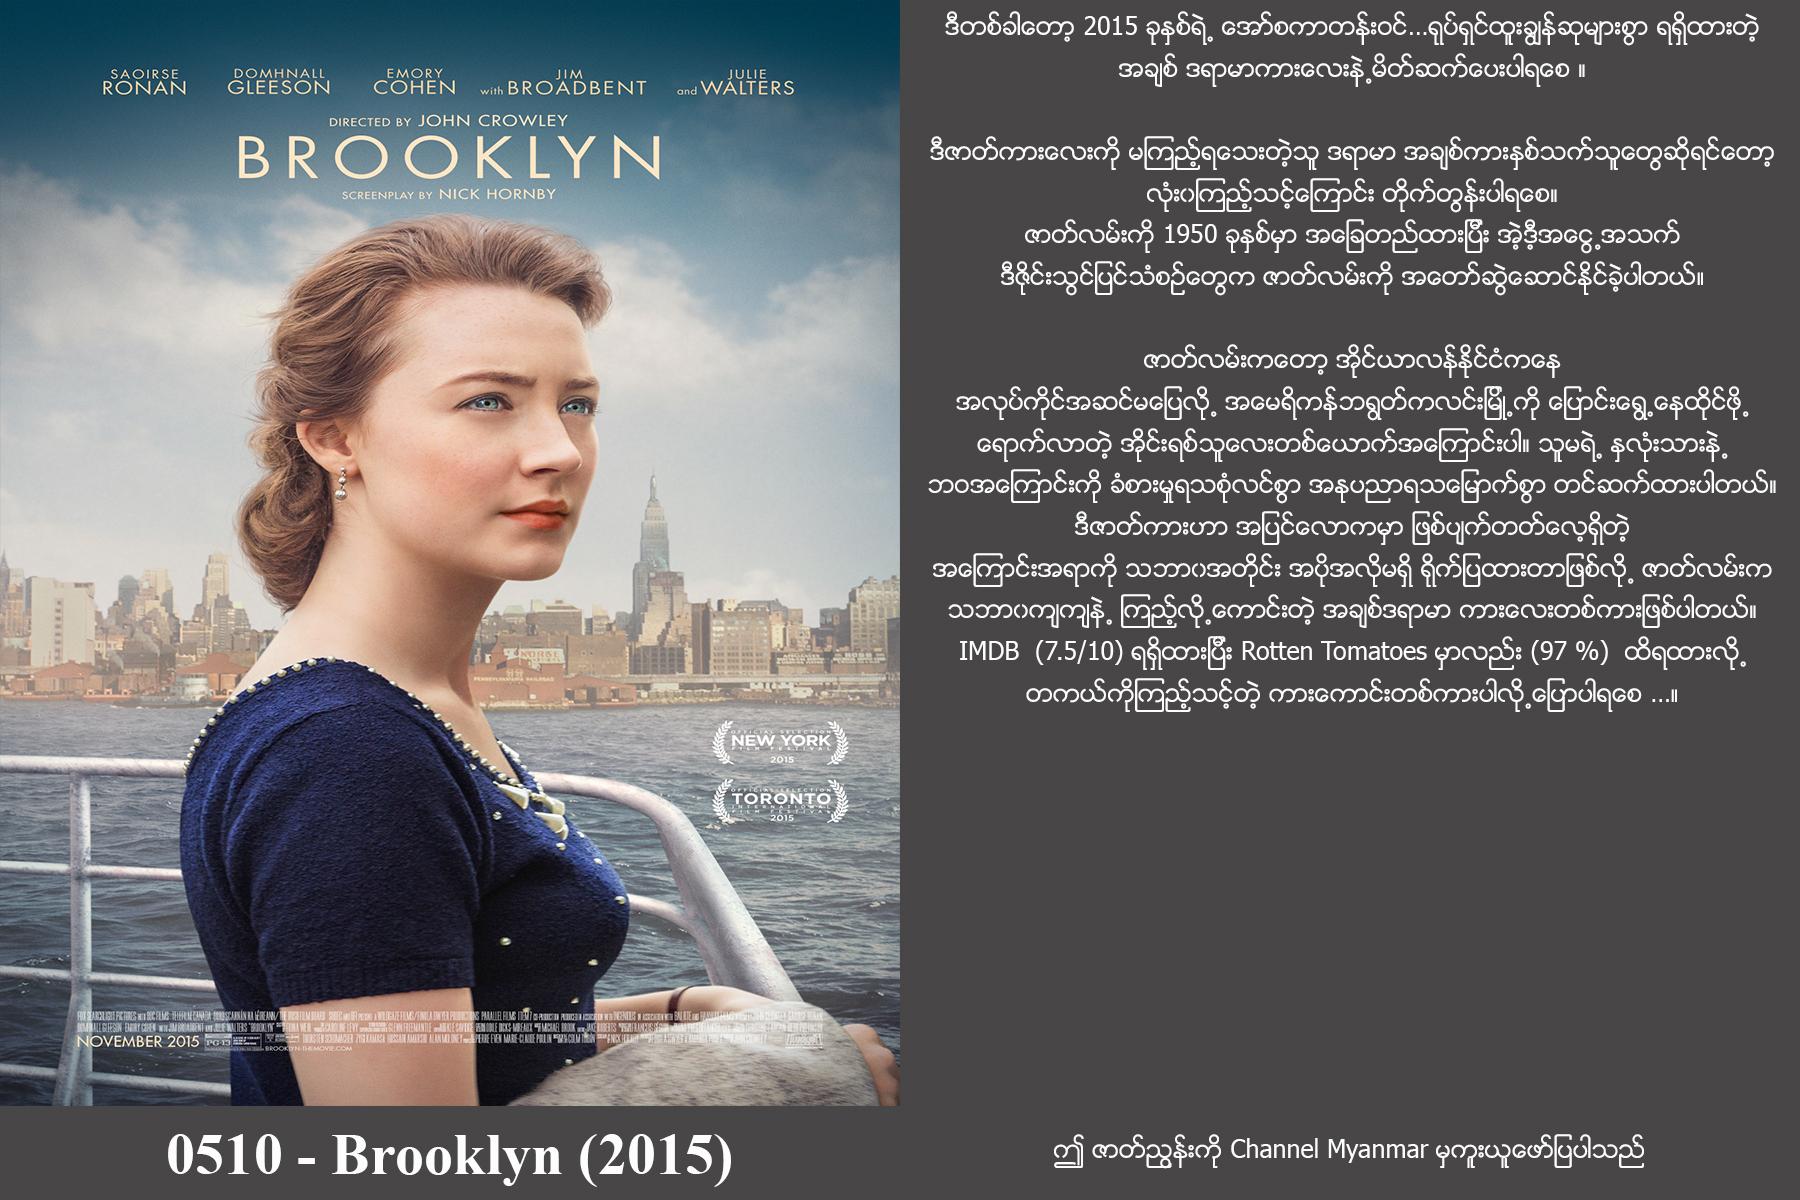 SAOIRSE RONAN DOMHNALL GLEESON EMORY COHEN with JIM BROADBENT and JULIE WALTERS
DIRECTED BY JOHN CROWLEY
BROOKLYN
SCREENPLAY BY NICK HORNBY
OFFICIAL SELECTION
NEW YORK
FILM FESTIVAL
2015
OFFICIAL SELECTION
TORONTO
INTERNATIONAL
FILM FESTIVAL
2015
NOVEMBER 2015 PG-13
BROOKLYN-THEMOVIE.COM
0510 - Brooklyn (2015)
ဒီတစ်ခါတော့ 2015 ခုနှစ်ရဲ့ အော်စကာတန်းဝင်...ရုပ်ရှင်ထူးချွန်ဆုများစွာ ရရှိထားတဲ့
အချစ် ဒရာမာကားလေးနဲ့မိတ်ဆက်ပေးပါရစေ ။
ဒီဇာတ်ကားလေးကို မကြည့်ရသေးတဲ့သူ ဒရာမာ အချစ်ကားနှစ်သက်သူတွေဆိုရင်တော့
လုံးဝကြည့်သင့်ကြောင်း တိုက်တွန်းပါရစေ။
ဇာတ်လမ်းကို 1950 ခုနှစ်မှာ အခြေတည်ထားပြီး အဲ့ဒီ့အငွေ့အသက်
ဒီဇိုင်းသွင်ပြင်သံစဉ်တွေက ဇာတ်လမ်းကို အတော်ဆွဲဆောင်နိုင်ခဲ့ပါတယ်။
ဇာတ်လမ်းကတော့ အိုင်ယာလန်နိုင်ငံကနေ
အလုပ်ကိုင်အဆင်မပြေလို့ အမေရိကန်ဘရွတ်ကလင်းမြို့ကို ပြောင်းရွေ့နေထိုင်ဖို့
ရောက်လာတဲ့ အိုင်းရစ်သူလေးတစ်ယောက်အကြောင်းပါ။ သူမရဲ့ နှလုံးသားနဲ့
ဘဝအကြောင်းကို ခံစားမှုရသစုံလင်စွာ အနုပညာရသမြောက်စွာ တင်ဆက်ထားပါတယ်။
ဒီဇာတ်ကားဟာ အပြင်လောကမှာ ဖြစ်ပျက်တတ်လေ့ရှိတဲ့
အကြောင်းအရာကို သဘာဝအတိုင်း အပိုအလိုမရှိ ရိုက်ပြထားတာဖြစ်လို့ ဇာတ်လမ်းက
သဘာဝကျကျနဲ့ ကြည့်လို့ကောင်းတဲ့ အချစ်ဒရာမာ ကားလေးတစ်ကားဖြစ်ပါတယ်။
IMDB (7.5/10) ရရှိထားပြီး Rotten Tomatoes မှာလည်း (97 %) ထိရထားလို့
တကယ်ကိုကြည့်သင့်တဲ့ ကားကောင်းတစ်ကားပါလို့ပြောပါရစေ ...။
ဤ ဇာတ်ညွှန်းကို Channel Myanmar မှကူးယူဖော်ပြပါသည်